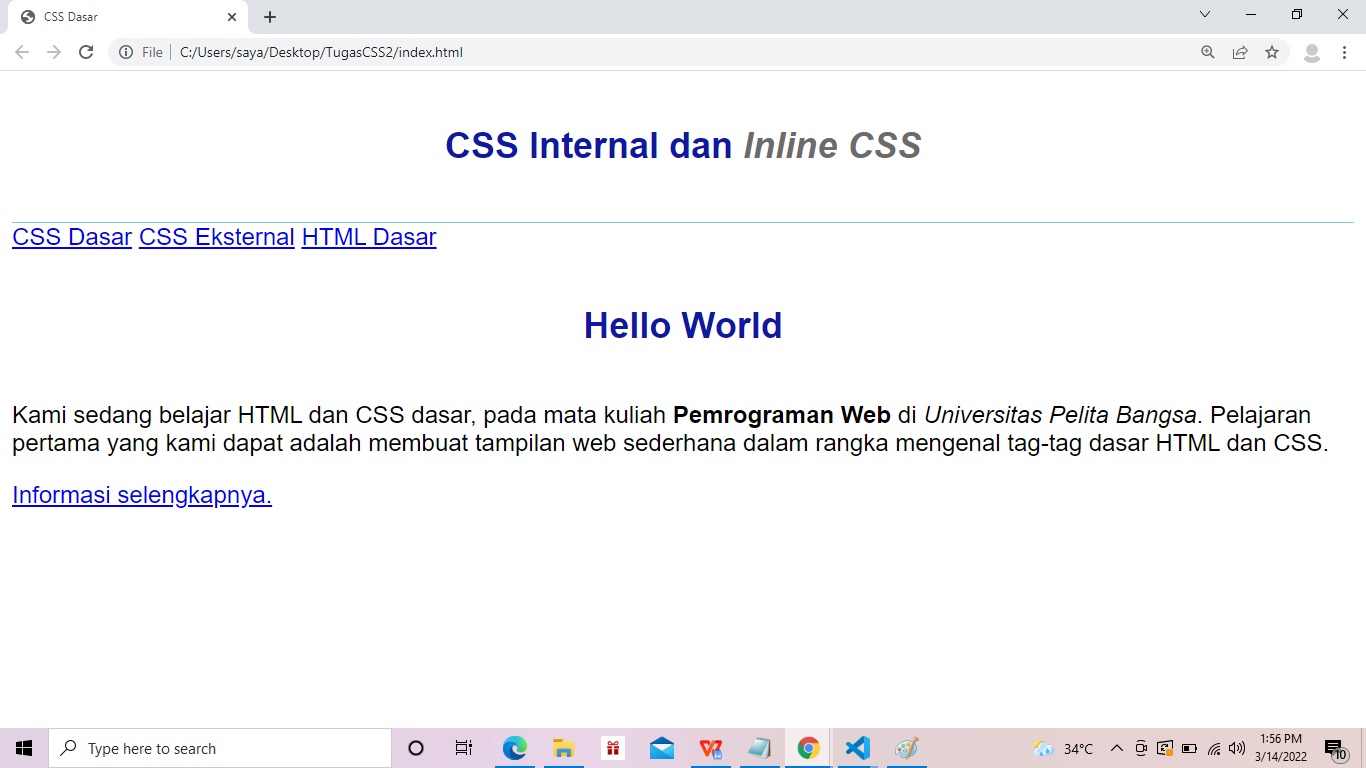 CSS Dasar
File
C:/Users/saya/Desktop/TugasCSS2/index.html
CSS Internal dan Inline CSS
CSS Dasar CSS Eksternal HTML Dasar
Hello World
Kami sedang belajar HTML dan CSS dasar, pada mata kuliah Pemrograman Web di Universitas Pelita Bangsa. Pelajaran
pertama yang kami dapat adalah membuat tampilan web sederhana dalam rangka mengenal tag-tag dasar HTML dan CSS.
Informasi selengkapnya.
Type here to search
34°C
1:56 PM
3/14/2022
10